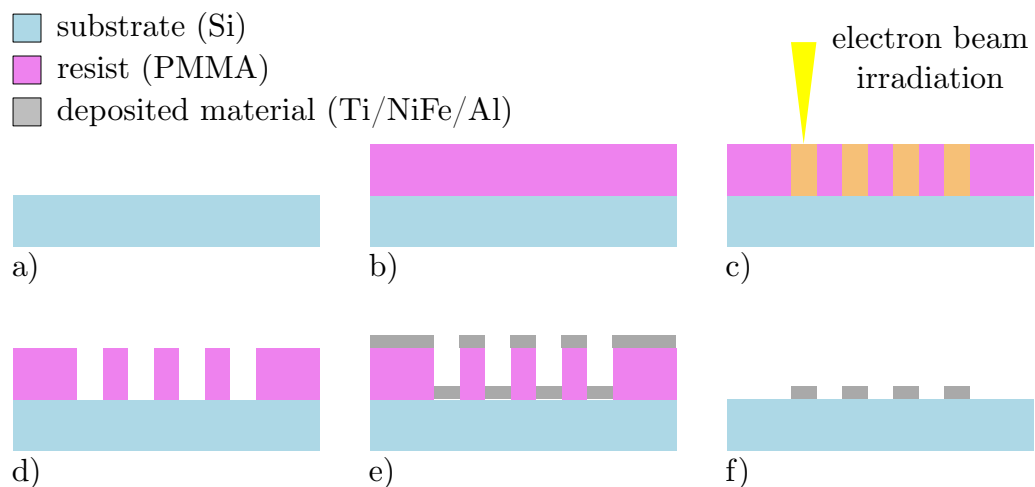 substrate (Si)
resist (PMMA)
deposited material (Ti/NiFe/Al)
electron beam
irradiation
a)
b)
c)
d)
e)
f)